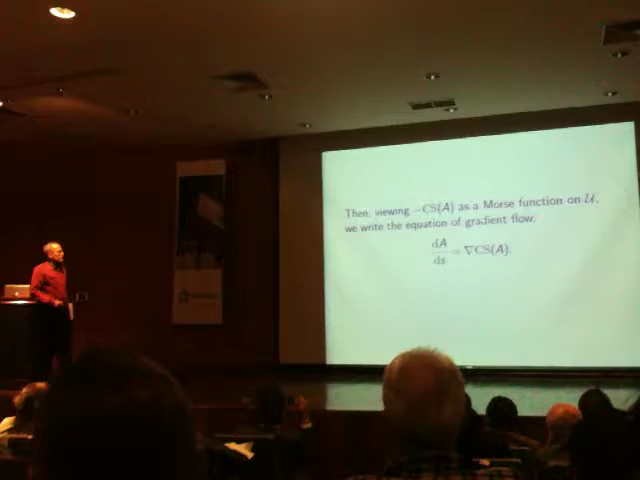 Then, viewing −CS(A) as a Morse function on 𝒰,
we write the equation of gradient flow:
dA/ds = ∇CS(A).